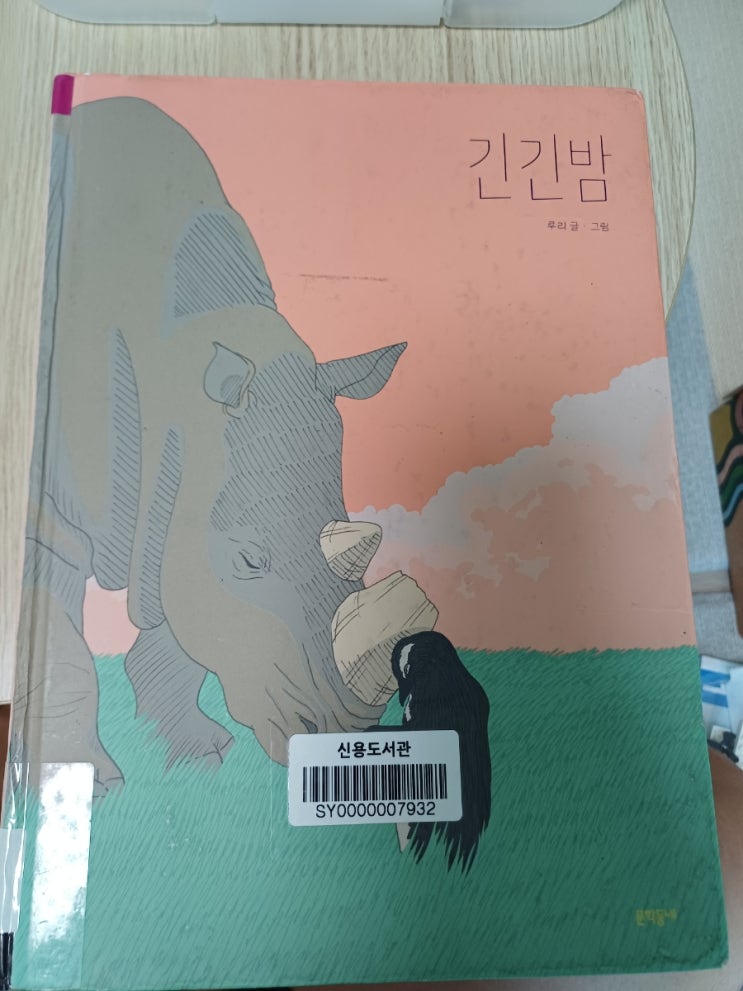 긴긴밤
루리 글 · 그림
신용도서관
SY0000007932
문학동네